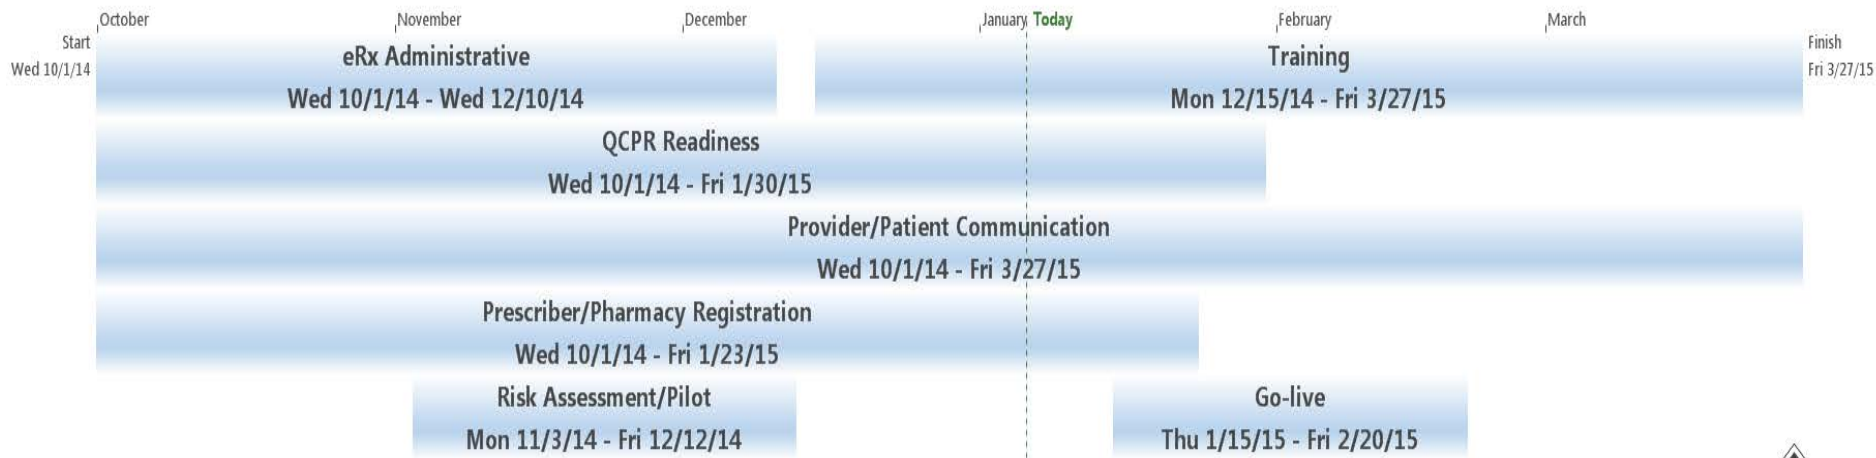 October November December January Today February March
Start
Wed 10/1/14
Finish
Fri 3/27/15
eRx Administrative
Wed 10/1/14 - Wed 12/10/14
Training
Mon 12/15/14 - Fri 3/27/15
QCPR Readiness
Wed 10/1/14 - Fri 1/30/15
Provider/Patient Communication
Wed 10/1/14 - Fri 3/27/15
Prescriber/Pharmacy Registration
Wed 10/1/14 - Fri 1/23/15
Risk Assessment/Pilot
Mon 11/3/14 - Fri 12/12/14
Go-live
Thu 1/15/15 - Fri 2/20/15